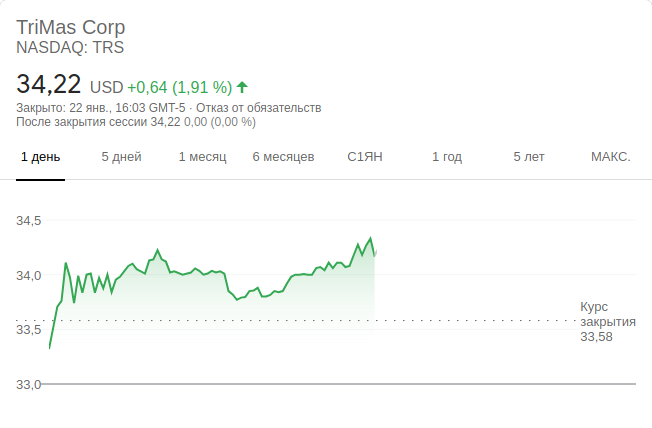 TriMas Corp
NASDAQ: TRS
34,22 USD +0,64 (1,91 %)
Закрыто: 22 янв., 16:03 GMT-5 · Отказ от обязательств
После закрытия сессии 34,22 0,00 (0,00 %)
1 день 5 дней 1 месяц 6 месяцев С1ЯН 1 год 5 лет МАКС.
34,5
34,0
33,5
33,0
Курс
закрытия
33,58